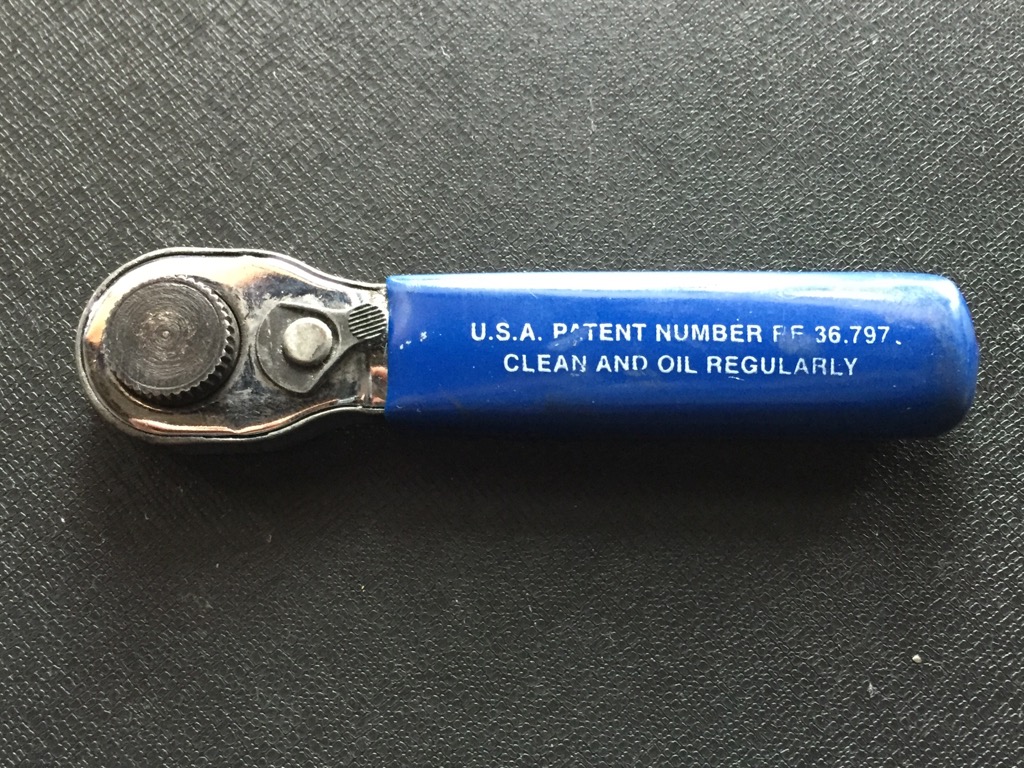 U.S.A. PATENT NUMBER RE 36.797
CLEAN AND OIL REGULARLY